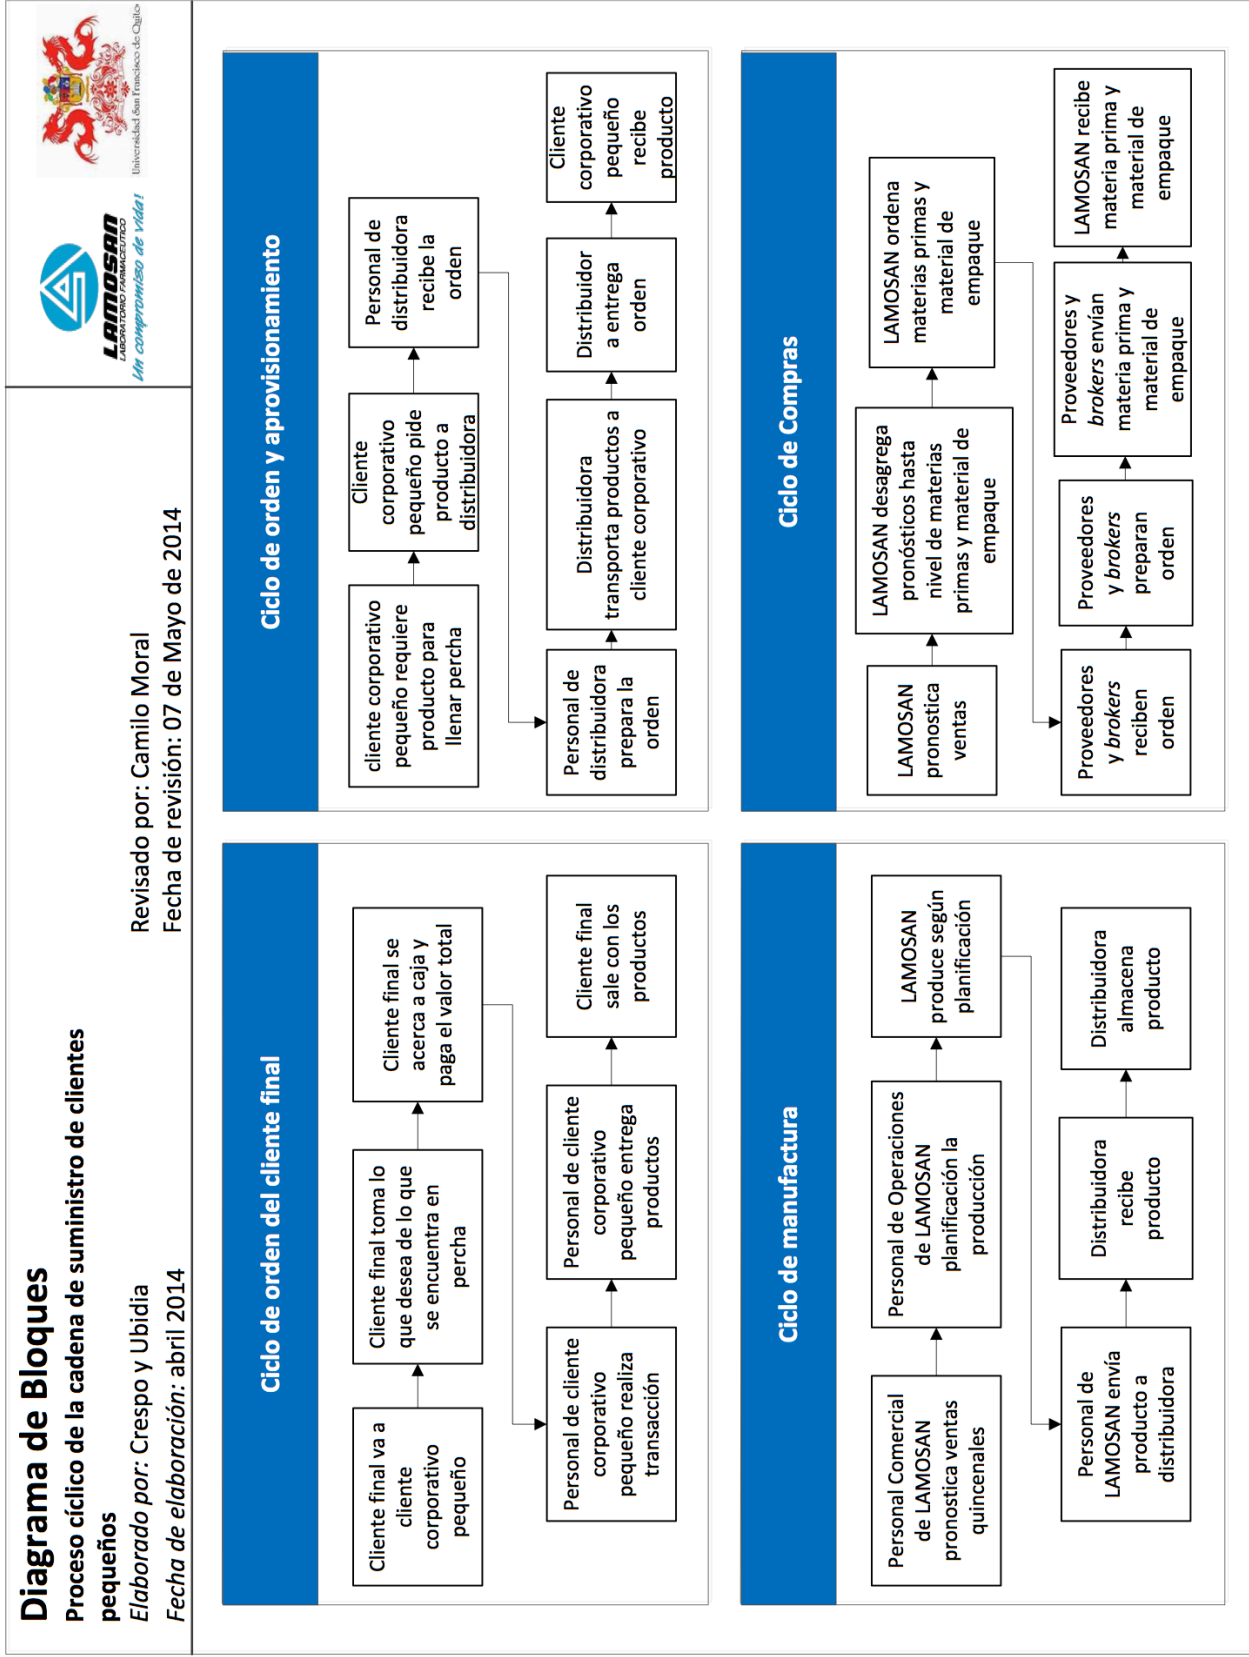 Diagrama de Bloques
Proceso cíclico de la cadena de suministro de clientes
pequeños
Elaborado por: Crespo y Ubidia
Fecha de elaboración: abril 2014
Revisado por: Camilo Moral
Fecha de revisión: 07 de Mayo de 2014
LAMOSAN
LABORATORIO FARMACEUTICO
Un compromiso de vida!
Universidad San Francisco de Quito
Ciclo de orden del cliente final
Cliente final va a
cliente
corporativo
pequeño
Cliente final toma lo
que desea de lo que
se encuentra en
percha
Cliente final se
acerca a caja y
paga el valor total
Personal de cliente
corporativo
pequeño realiza
transacción
Personal de cliente
corporativo
pequeño entrega
productos
Cliente final
sale con los
productos
Ciclo de orden y aprovisionamiento
cliente corporativo
pequeño requiere
producto para
llenar percha
Cliente
corporativo
pequeño pide
producto a
distribuidora
Personal de
distribuidora
recibe la
orden
Personal de
distribuidora
prepara la
orden
Distribuidora
transporta productos a
cliente corporativo
Distribuidor
a entrega
orden
Cliente
corporativo
pequeño
recibe
producto
Ciclo de manufactura
Personal Comercial
de LAMOSAN
pronostica ventas
quincenales
Personal de Operaciones
de LAMOSAN
planificación la
producción
LAMOSAN
produce según
planificación
Personal de
LAMOSAN envía
producto a
distribuidora
Distribuidora
recibe
producto
Distribuidora
almacena
producto
Ciclo de Compras
LAMOSAN
pronostica
ventas
LAMOSAN desagrega
pronósticos hasta
nivel de materias
primas y material de
empaque
LAMOSAN ordena
materias primas y
material de
empaque
Proveedores
y brokers
reciben
orden
Proveedores
y brokers
preparan
orden
Proveedores y
brokers envían
materia prima y
material de
empaque
LAMOSAN recibe
materia prima y
material de
empaque